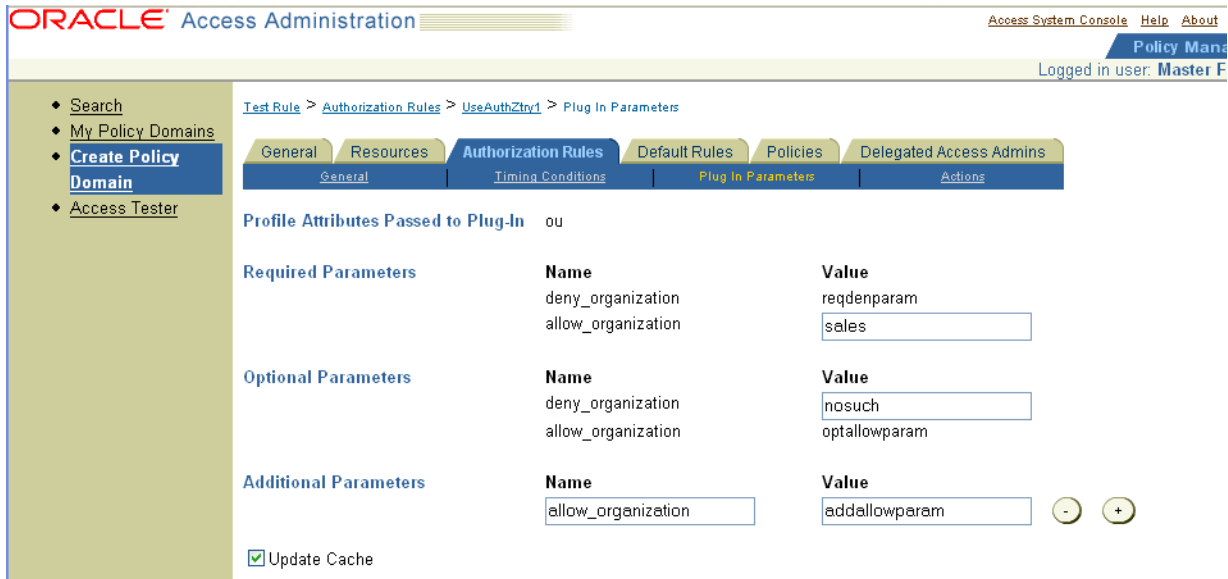 ORACLE Access Administration
Access System Console Help About
Policy Mana
Logged in user: Master F
Search
My Policy Domains
Create Policy
Domain
Access Tester
Test Rule > Authorization Rules > UseAuthZtry1 > Plug In Parameters
General Resources Authorization Rules Default Rules Policies Delegated Access Admins
General Timing Conditions Plug In Parameters Actions
Profile Attributes Passed to Plug-In ou
Required Parameters Name Value
deny_organization reqdenparam
allow_organization sales
Optional Parameters Name Value
deny_organization nosuch
allow_organization optallowparam
Additional Parameters Name Value
allow_organization addallowparam - +
Update Cache